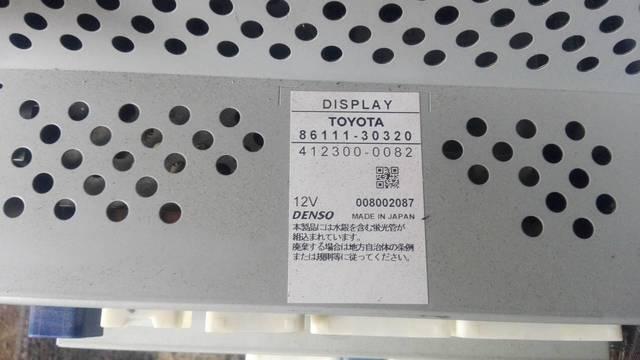 DISPLAY
TOYOTA
86111-30320
412300-0082
12V 008002087
DENSO MADE IN JAPAN
本製品には水銀を含む蛍光管が
組込まれています。
廃棄する場合は地方自治体の条例
または規則等に従ってください。